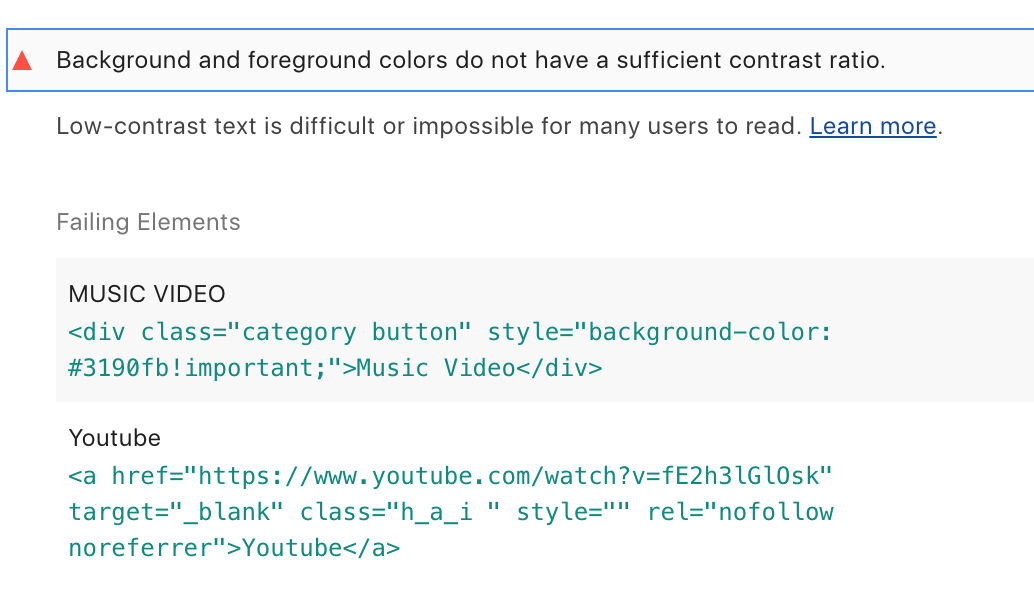 Background and foreground colors do not have a sufficient contrast ratio.
Low-contrast text is difficult or impossible for many users to read. Learn more.
Failing Elements
MUSIC VIDEO
<div class="category button" style="background-color:
#3190fb!important;">Music Video</div>
Youtube
<a href="https://www.youtube.com/watch?v=fE2h3lGlOsk"
target="_blank" class="h_a_i " style="" rel="nofollow
noreferrer">Youtube</a>